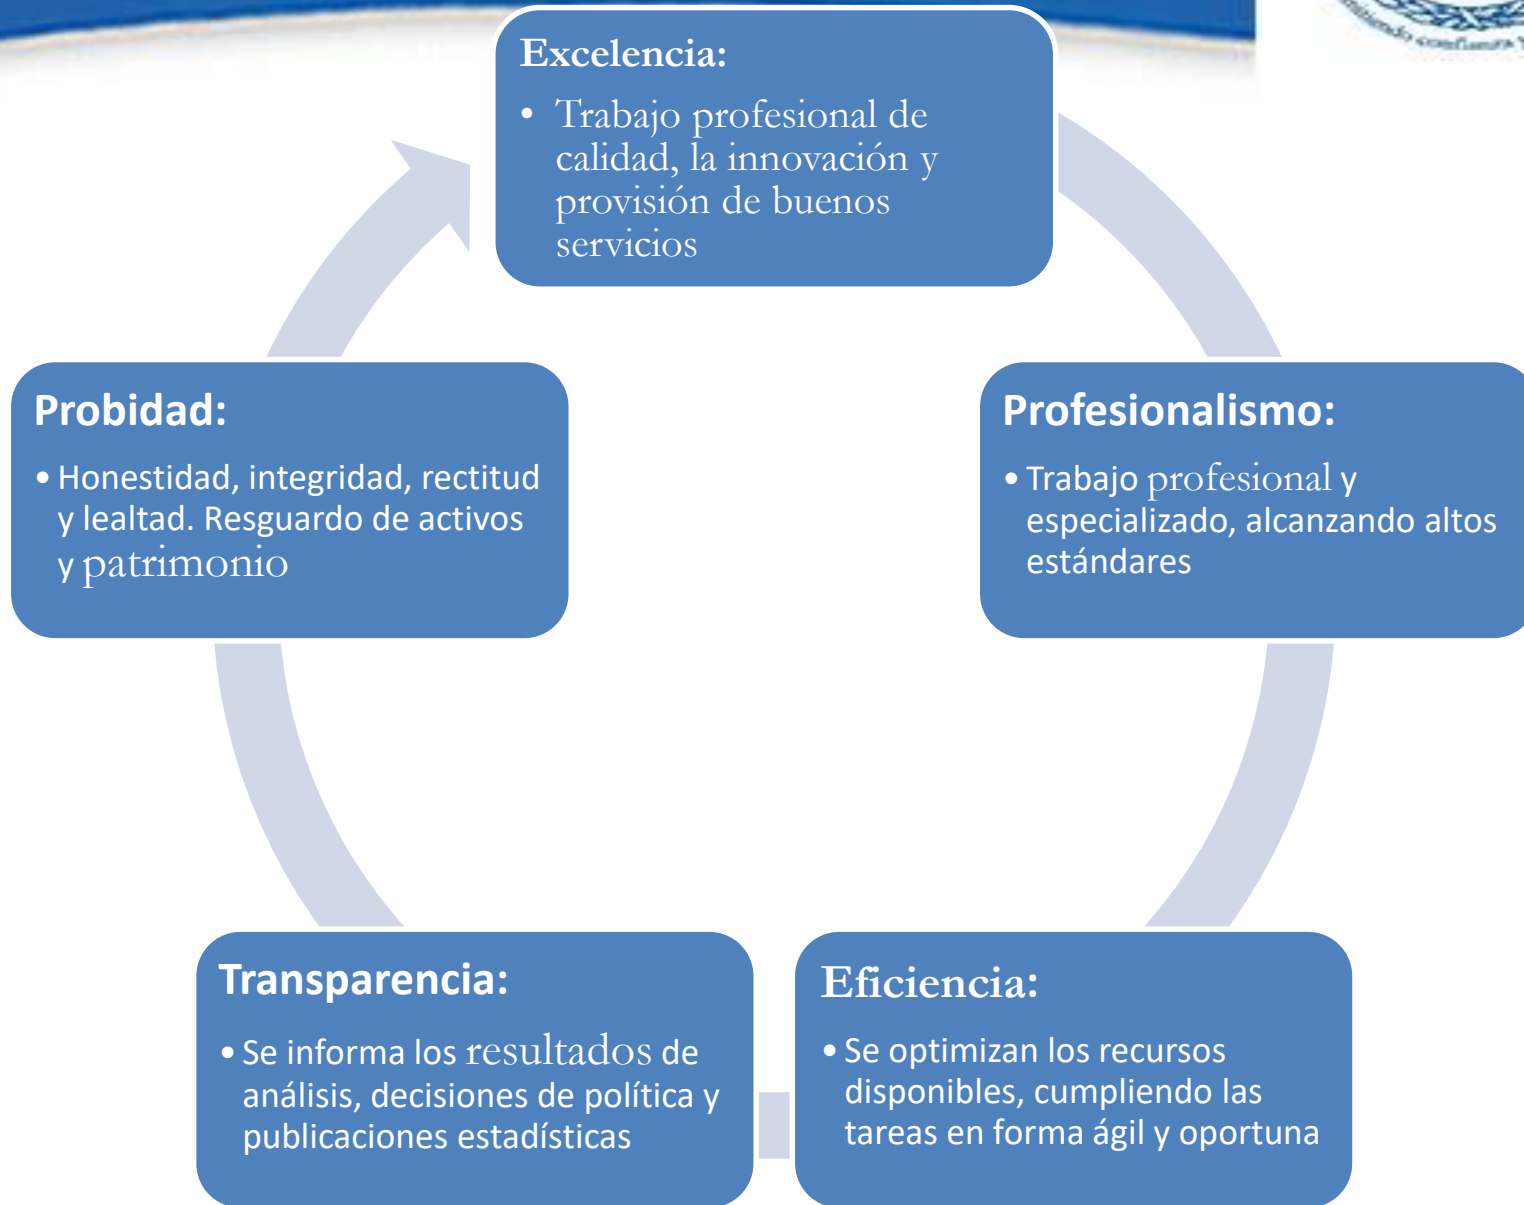 Excelencia:
• Trabajo profesional de
calidad, la innovación y
provisión de buenos
servicios
Profesionalismo:
• Trabajo profesional y
especializado, alcanzando altos
estándares
Eficiencia:
• Se optimizan los recursos
disponibles, cumpliendo las
tareas en forma ágil y oportuna
Transparencia:
• Se informa los resultados de
análisis, decisiones de política y
publicaciones estadísticas
Probidad:
• Honestidad, integridad, rectitud
y lealtad. Resguardo de activos
y patrimonio